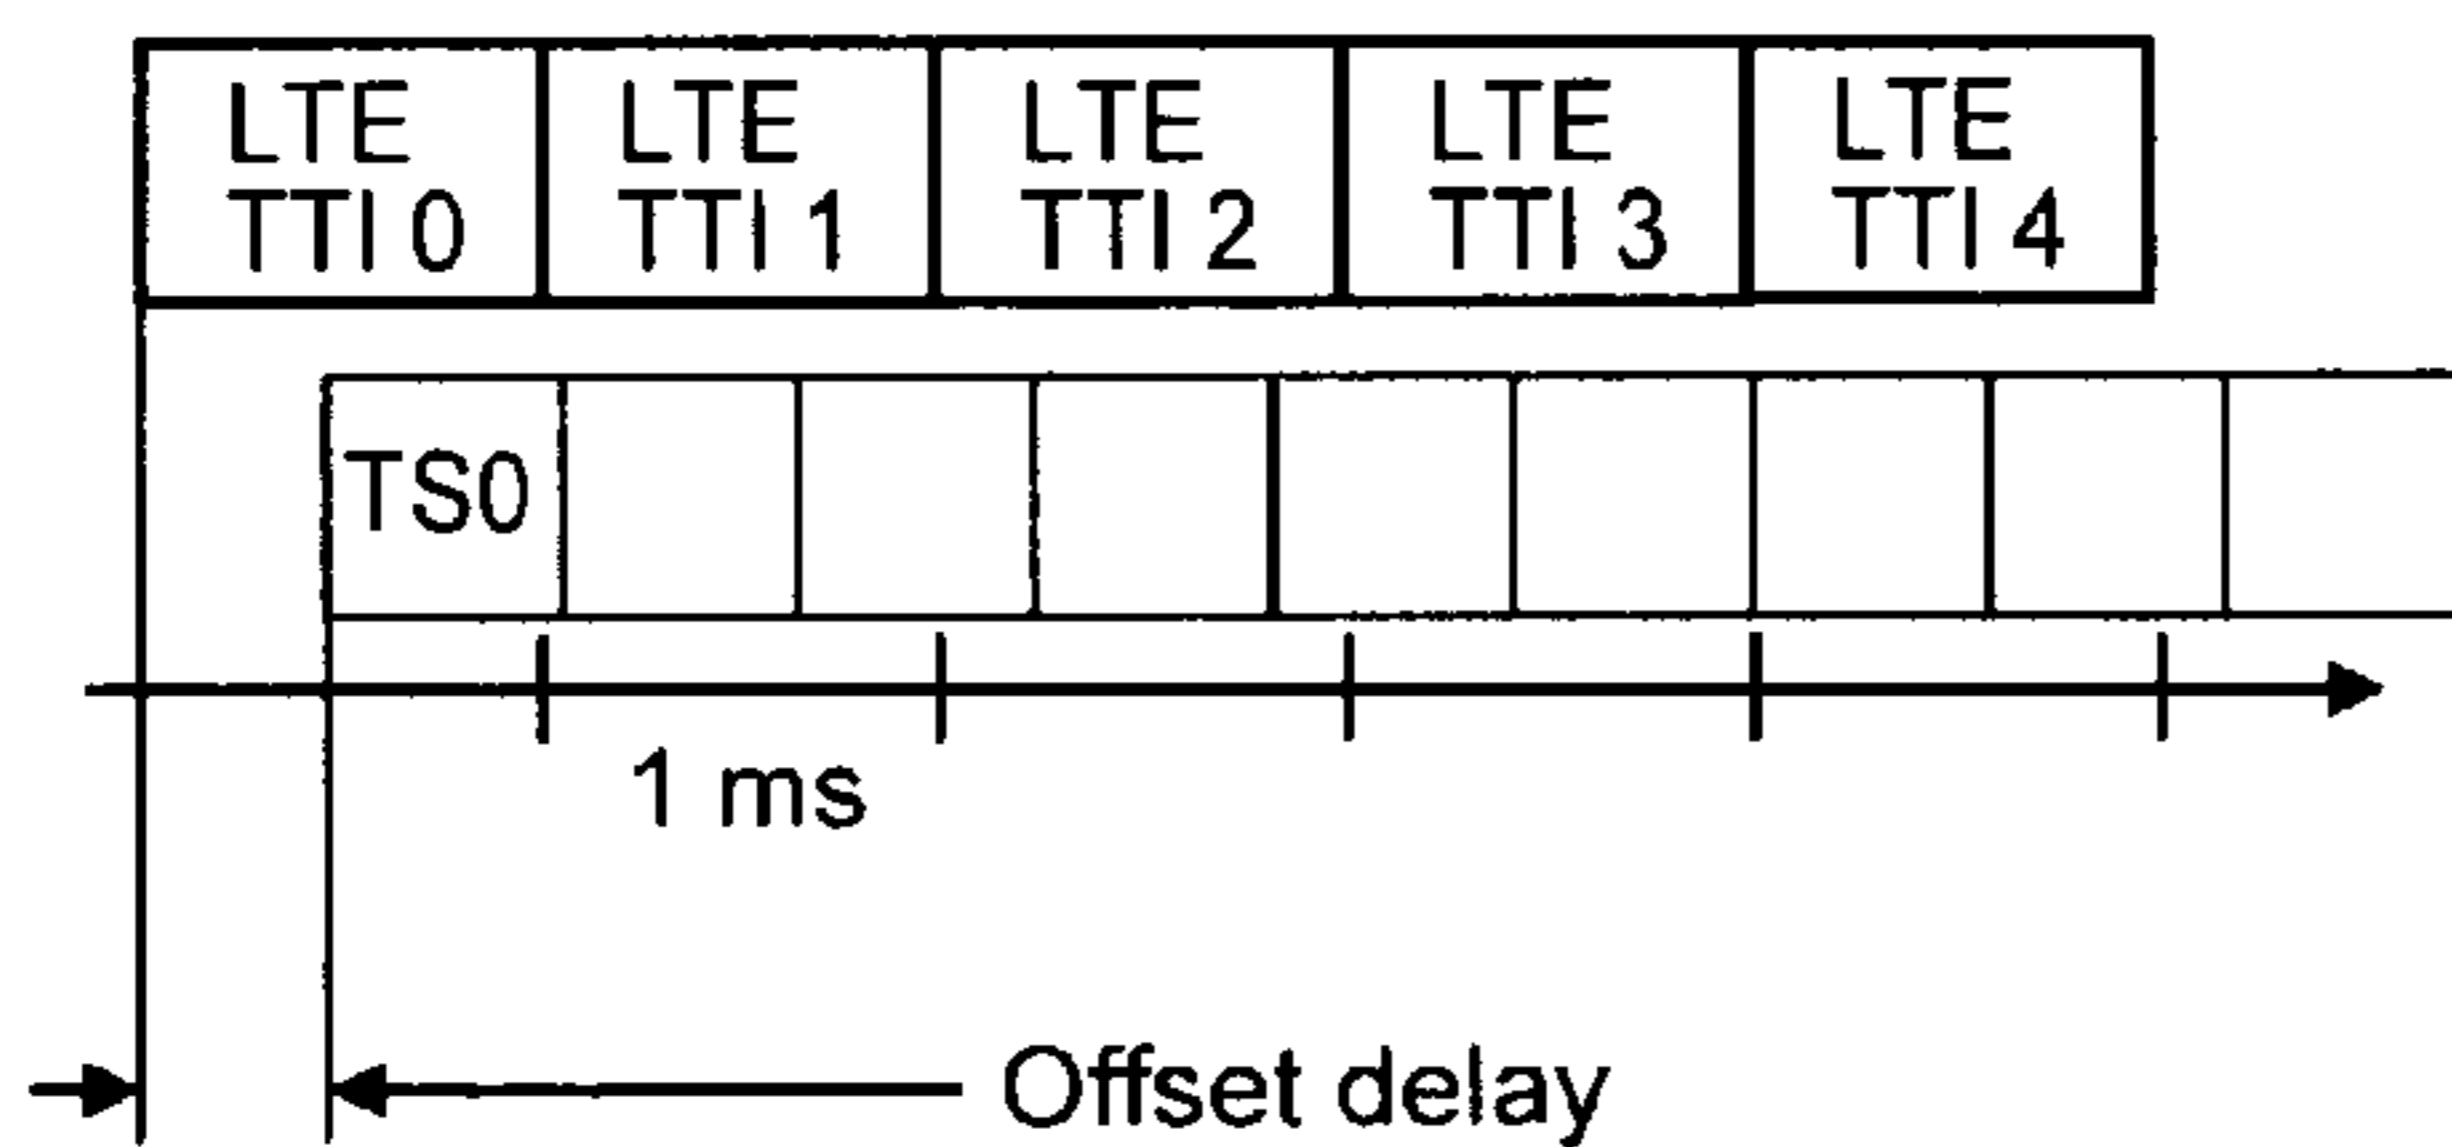 LTE
TTI 0
LTE
TTI 1
LTE
TTI 2
LTE
TTI 3
LTE
TTI 4
TS0
1 ms
Offset delay